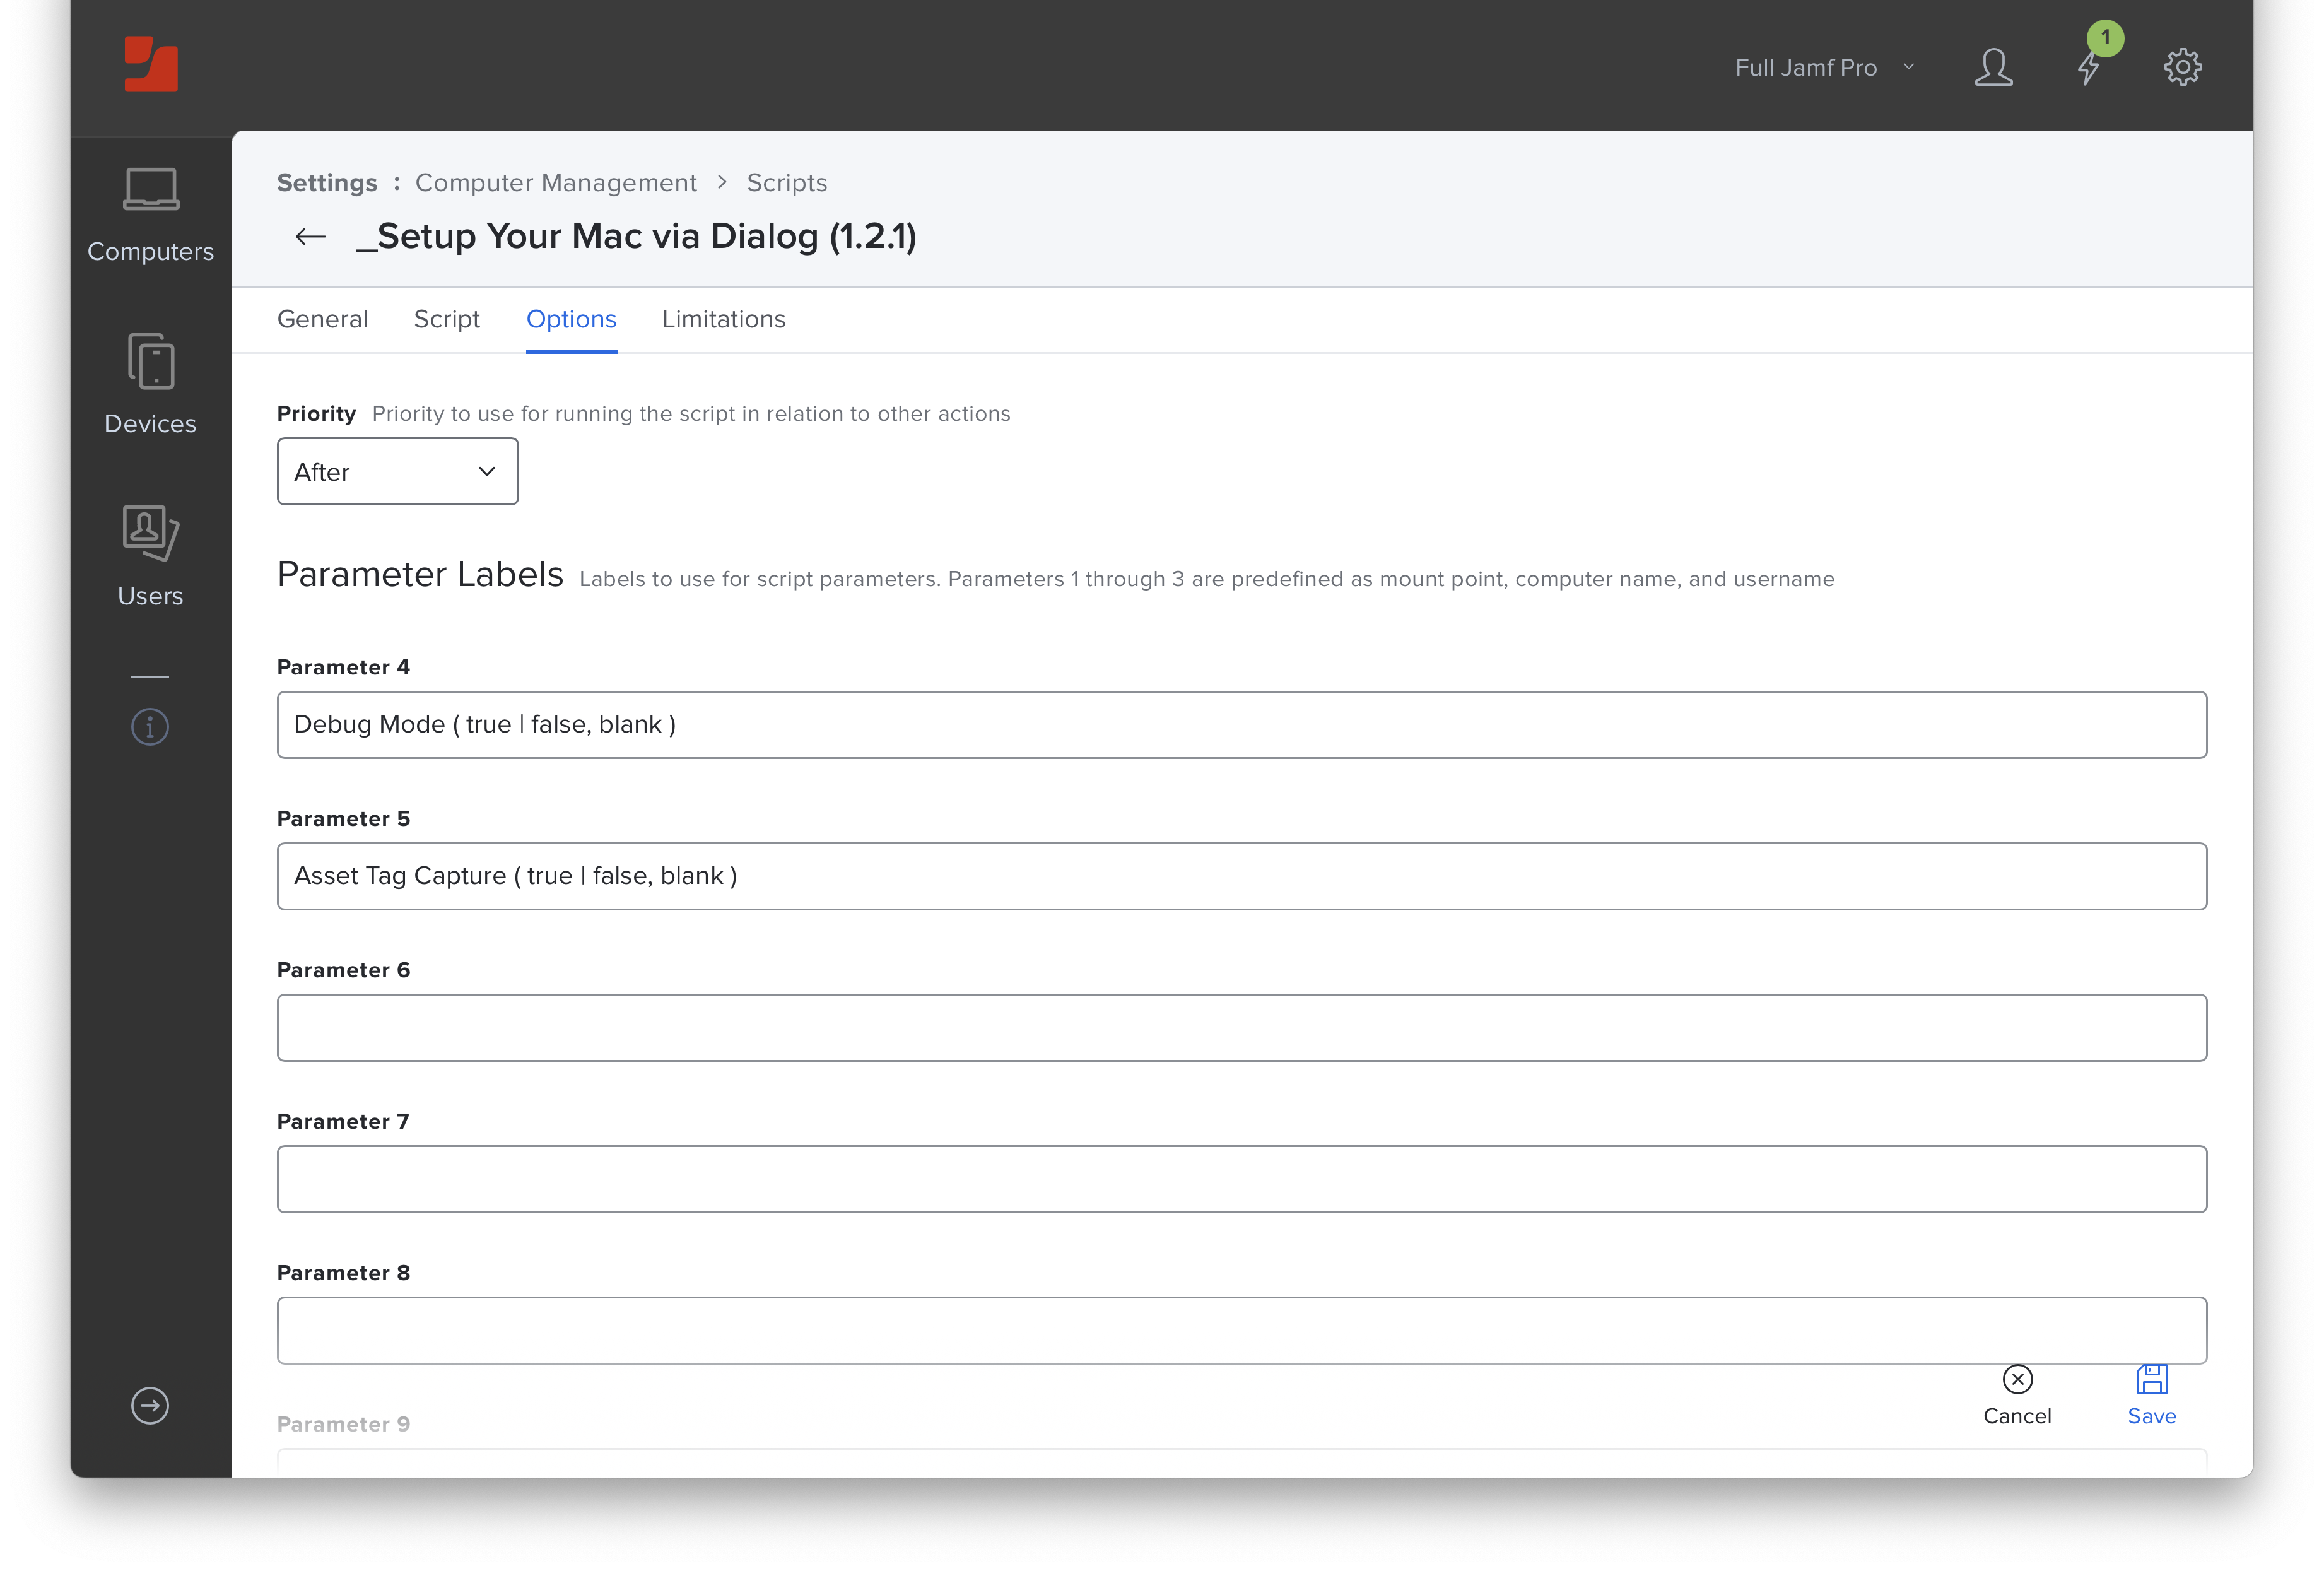 Full Jamf Pro
1
Computers
Devices
Users
Settings : Computer Management > Scripts
_Setup Your Mac via Dialog (1.2.1)
General Script Options Limitations
Priority Priority to use for running the script in relation to other actions
After
Parameter Labels Labels to use for script parameters. Parameters 1 through 3 are predefined as mount point, computer name, and username
Parameter 4
Debug Mode ( true | false, blank )
Parameter 5
Asset Tag Capture ( true | false, blank )
Parameter 6
Parameter 7
Parameter 8
Parameter 9
Cancel Save